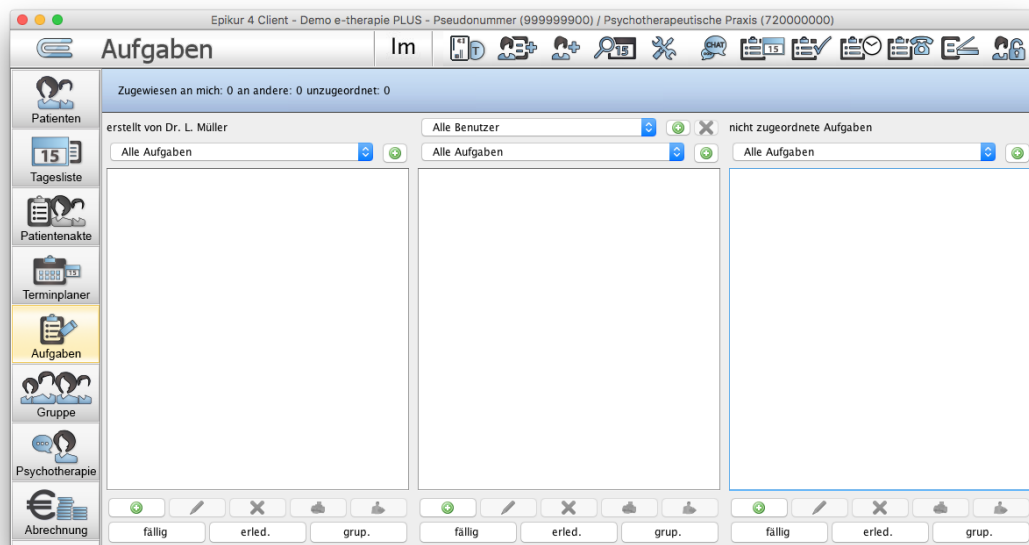 Epikur 4 Client - Demo e-therapie PLUS - Pseudonummer (999999900) / Psychotherapeutische Praxis (720000000)
Aufgaben
lm
T
15
CHAT
15
Zugewiesen an mich: 0 an andere: 0 unzugeordnet: 0
Patienten
15
Tagesliste
Patientenakte
15
Terminplaner
Aufgaben
Gruppe
Psychotherapie
Abrechnung
erstellt von Dr. L. Müller
Alle Benutzer
nicht zugeordnete Aufgaben
Alle Aufgaben
Alle Aufgaben
Alle Aufgaben
fällig
erled.
grup.
fällig
erled.
grup.
fällig
erled.
grup.